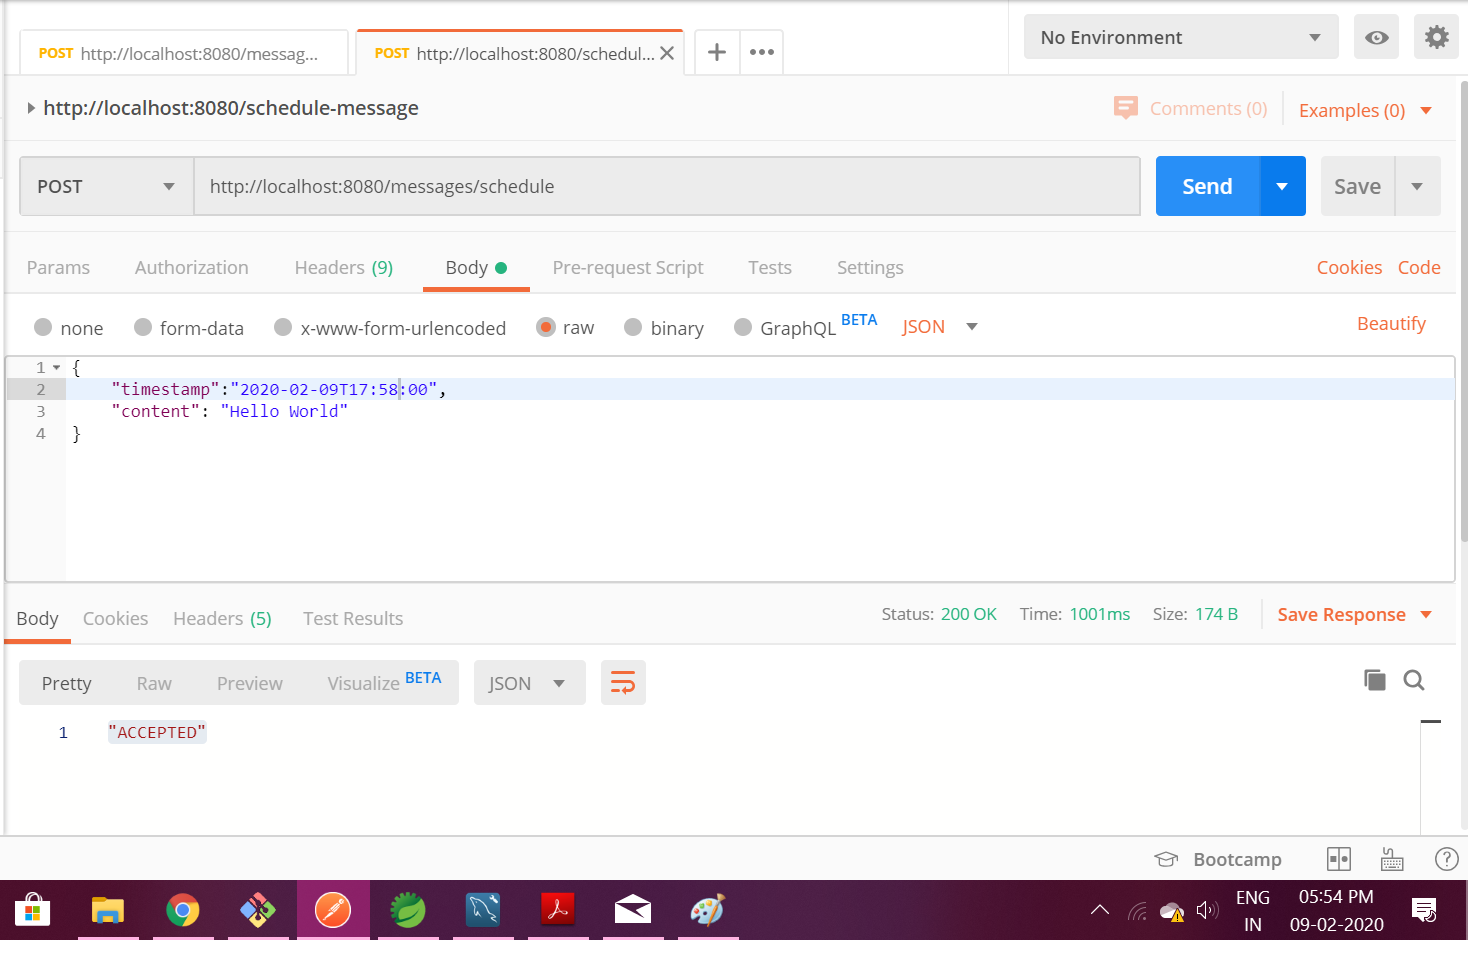 POST http://localhost:8080/messag...
POST http://localhost:8080/schedul...
No Environment
http://localhost:8080/schedule-message
Comments (0)
Examples (0)
POST
http://localhost:8080/messages/schedule
Send
Save
Params Authorization Headers (9) Body Pre-request Script Tests Settings Cookies Code
none form-data x-www-form-urlencoded raw binary GraphQL BETA JSON Beautify
1 {
2 "timestamp":"2020-02-09T17:58:00",
3 "content": "Hello World"
4 }
Body Cookies Headers (5) Test Results Status: 200 OK Time: 1001ms Size: 174 B Save Response
Pretty Raw Preview Visualize BETA JSON
1 "ACCEPTED"
Bootcamp
ENG 05:54 PM
IN 09-02-2020